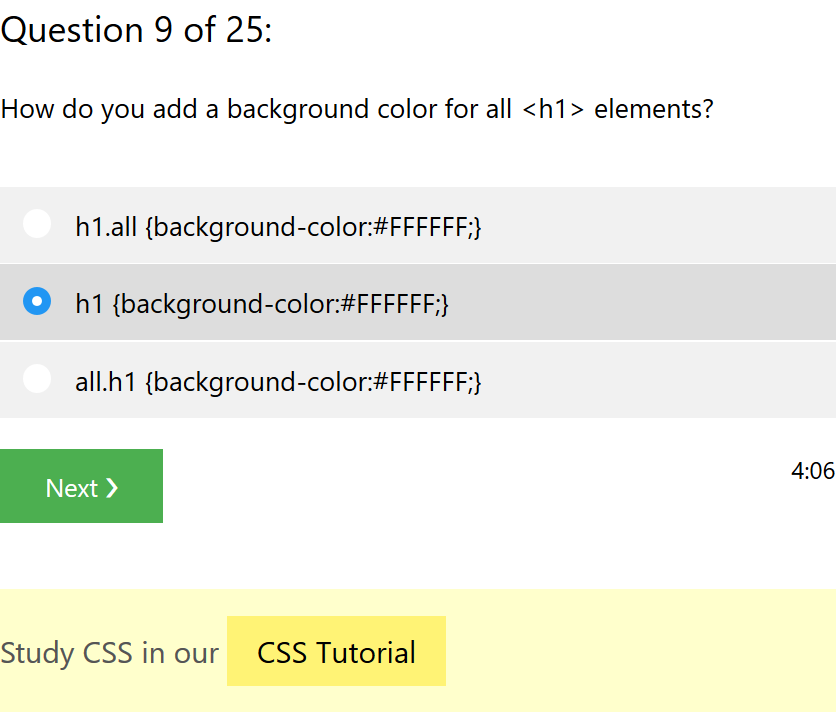 Question 9 of 25:
How do you add a background color for all <h1> elements?
h1.all {background-color:#FFFFFF;}
h1 {background-color:#FFFFFF;}
all.h1 {background-color:#FFFFFF;}
Next ❯
4:06
Study CSS in our CSS Tutorial